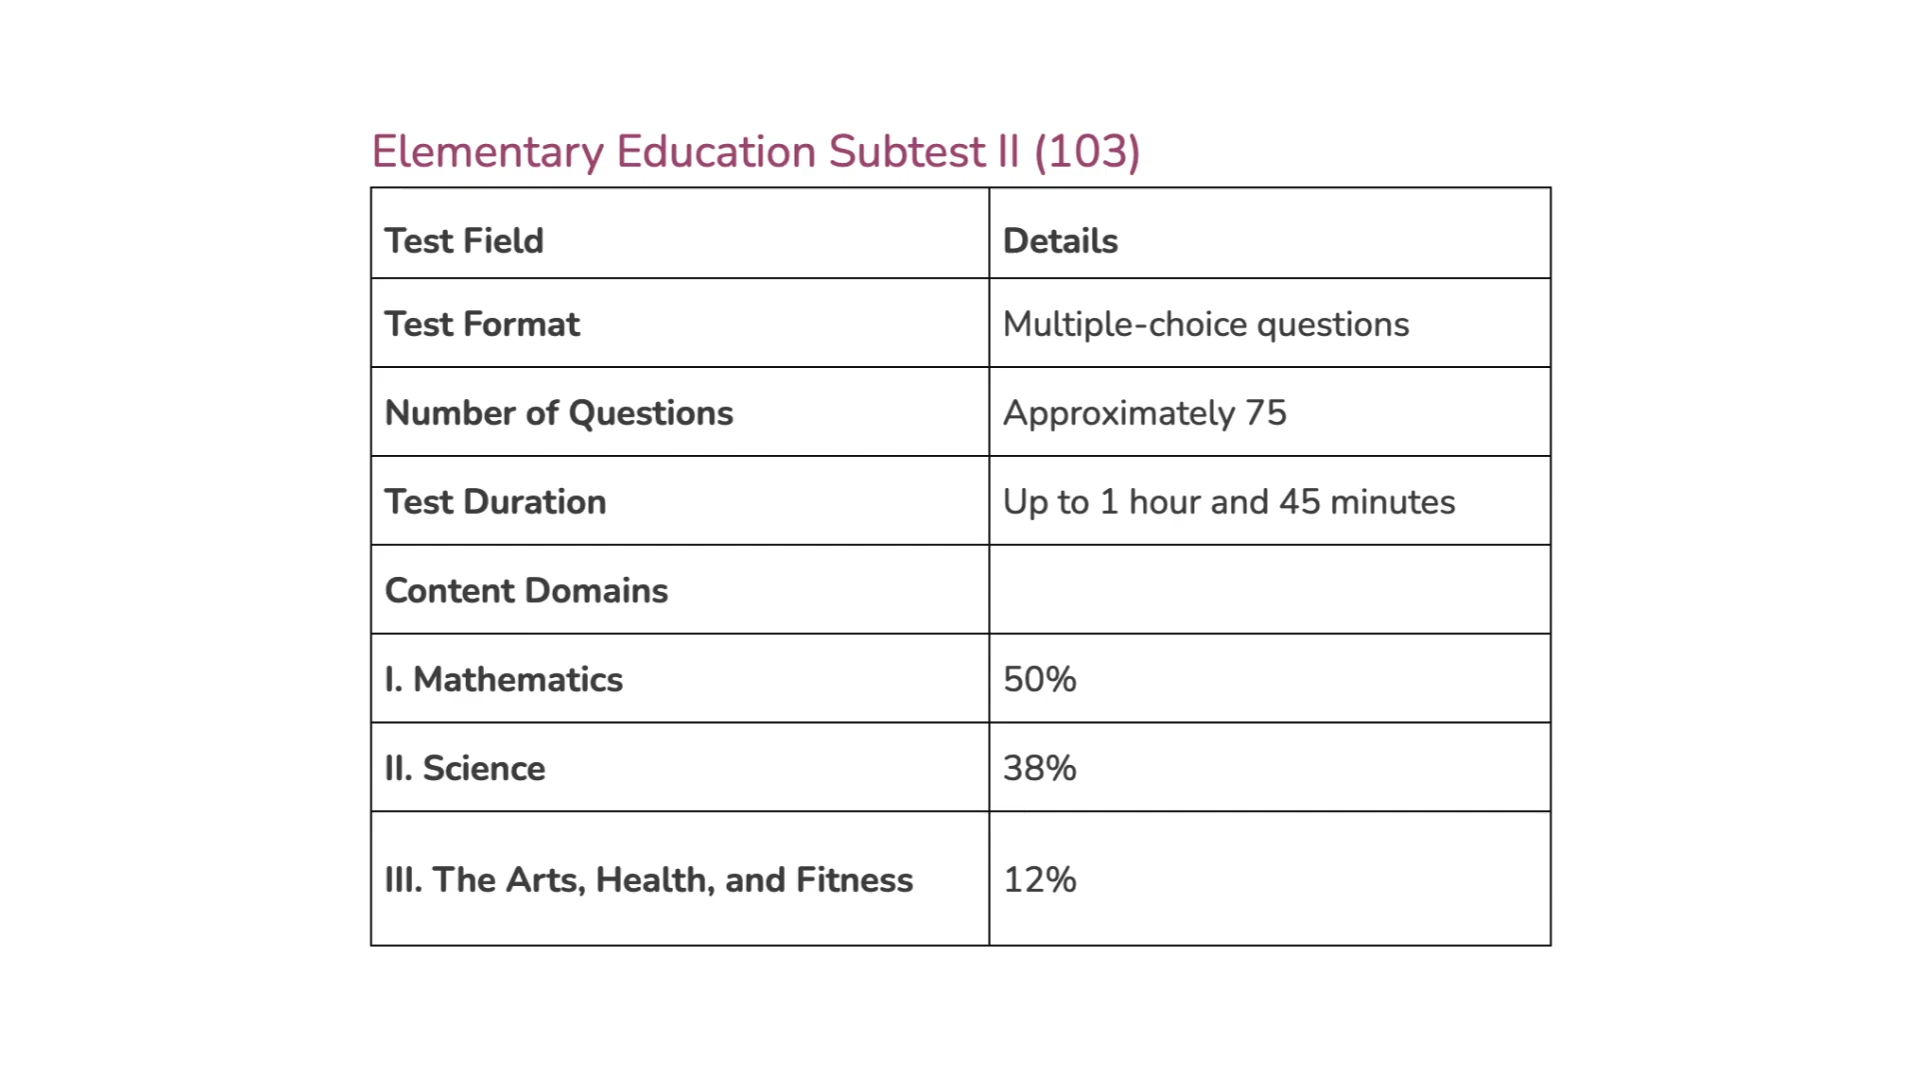 Elementary Education Subtest II (103)
Test Field Details
Test Format Multiple-choice questions
Number of Questions Approximately 75
Test Duration Up to 1 hour and 45 minutes
Content Domains
I. Mathematics 50%
II. Science 38%
III. The Arts, Health, and Fitness 12%